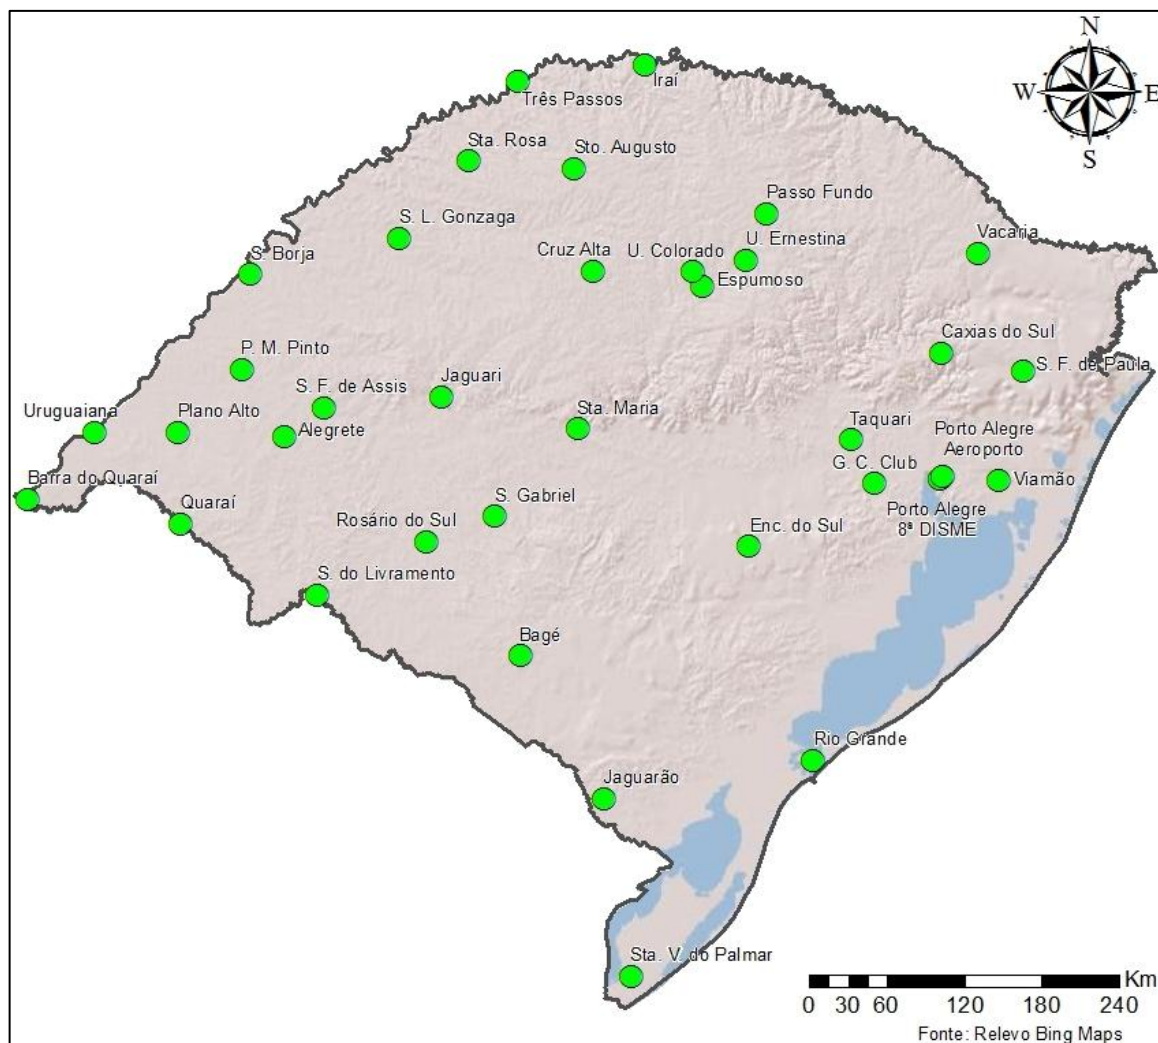 N
W E
S
Iraí
Três Passos
Sta. Rosa
Sto. Augusto
Passo Fundo
S. L. Gonzaga
U. Ernestina
Vacaria
S. Borja
Cruz Alta
U. Colorado
Espumoso
Caxias do Sul
P. M. Pinto
S. F. de Paula
S. F. de Assis
Jaguari
Uruguaiana
Plano Alto
Alegrete
Sta. Maria
Taquari
Porto Alegre
Aeroporto
G. C. Club
Viamão
Barra do Quaraí
Quaraí
S. Gabriel
Porto Alegre
8ª DISME
Rosário do Sul
Enc. do Sul
S. do Livramento
Bagé
Rio Grande
Jaguarão
Sta. V. do Palmar
Km
0 30 60 120 180 240
Fonte: Relevo Bing Maps